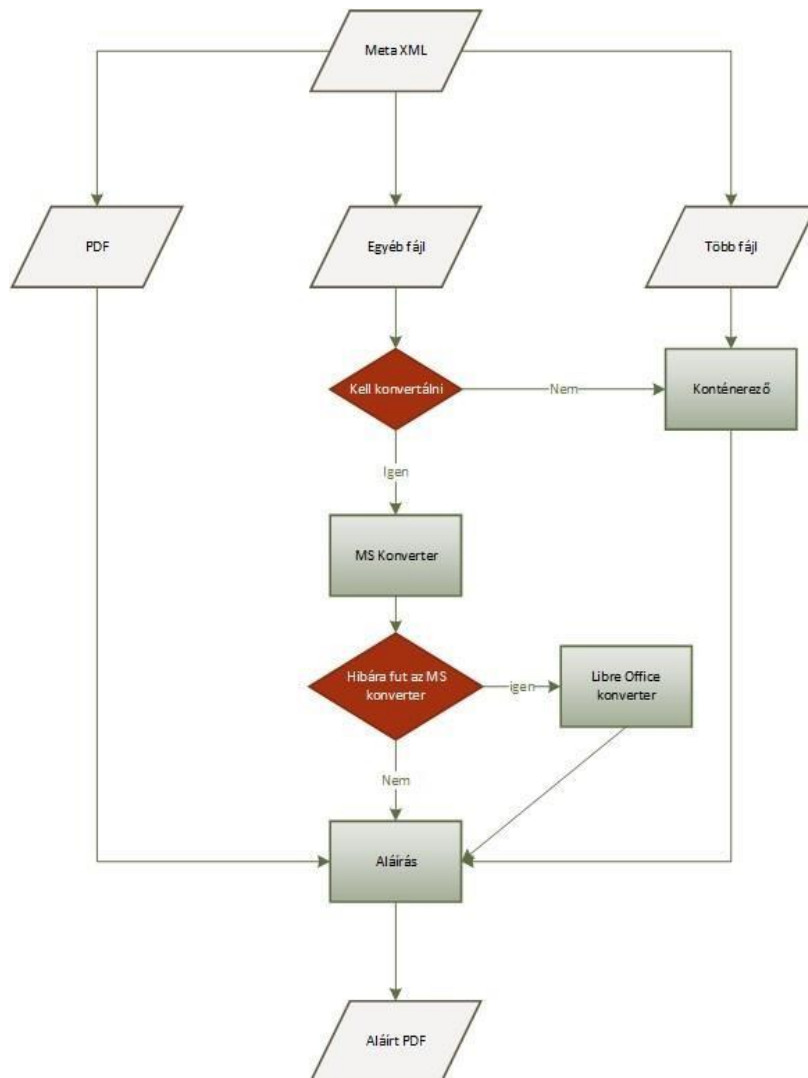 Meta XML
PDF
Egyéb fájl
Több fájl
Kell konvertálni
Nem
Konténerező
Igen
MS Konverter
Hibára fut az MS
konverter
igen
Libre Office
konverter
Nem
Aláírás
Aláírt PDF